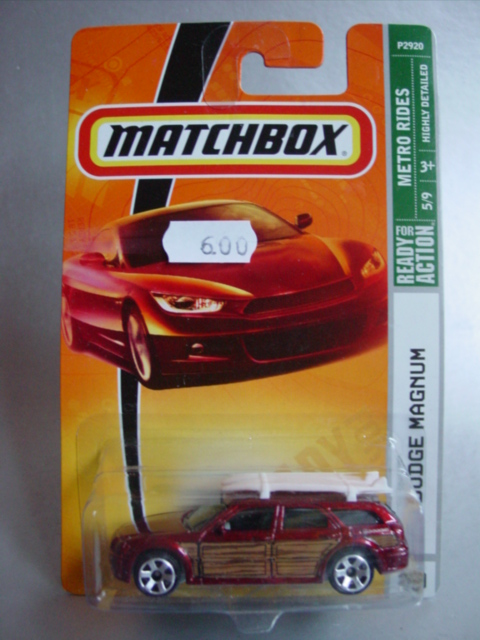 MATCHBOX
6.00
P2920
METRO RIDES
HIGHLY DETAILED
5/9
3+
READY FOR ACTION
DODGE MAGNUM